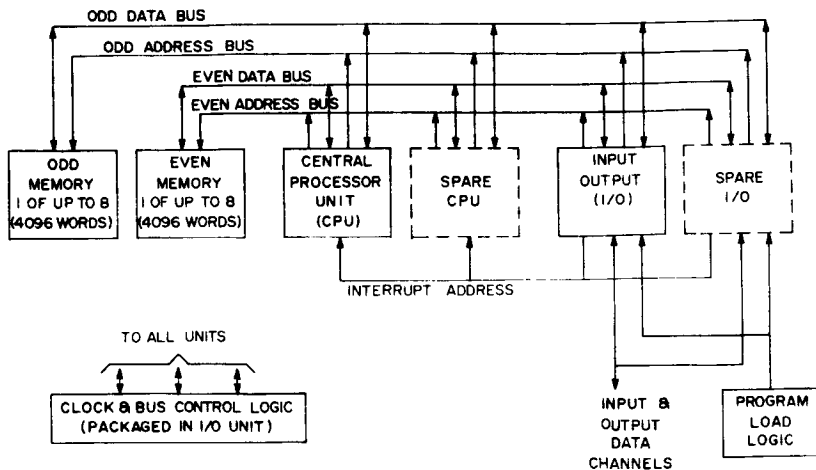 ODD DATA BUS
ODD ADDRESS BUS
EVEN DATA BUS
EVEN ADDRESS BUS
ODD
MEMORY
1 OF UP TO 8
(4096 WORDS)
EVEN
MEMORY
1 OF UP TO 8
(4096 WORDS)
CENTRAL
PROCESSOR
UNIT
(CPU)
SPARE
CPU
INPUT
OUTPUT
(I/O)
SPARE
I/O
INTERRUPT ADDRESS
TO ALL UNITS
CLOCK & BUS CONTROL LOGIC
(PACKAGED IN I/O UNIT)
INPUT &
OUTPUT
DATA
CHANNELS
PROGRAM
LOAD
LOGIC